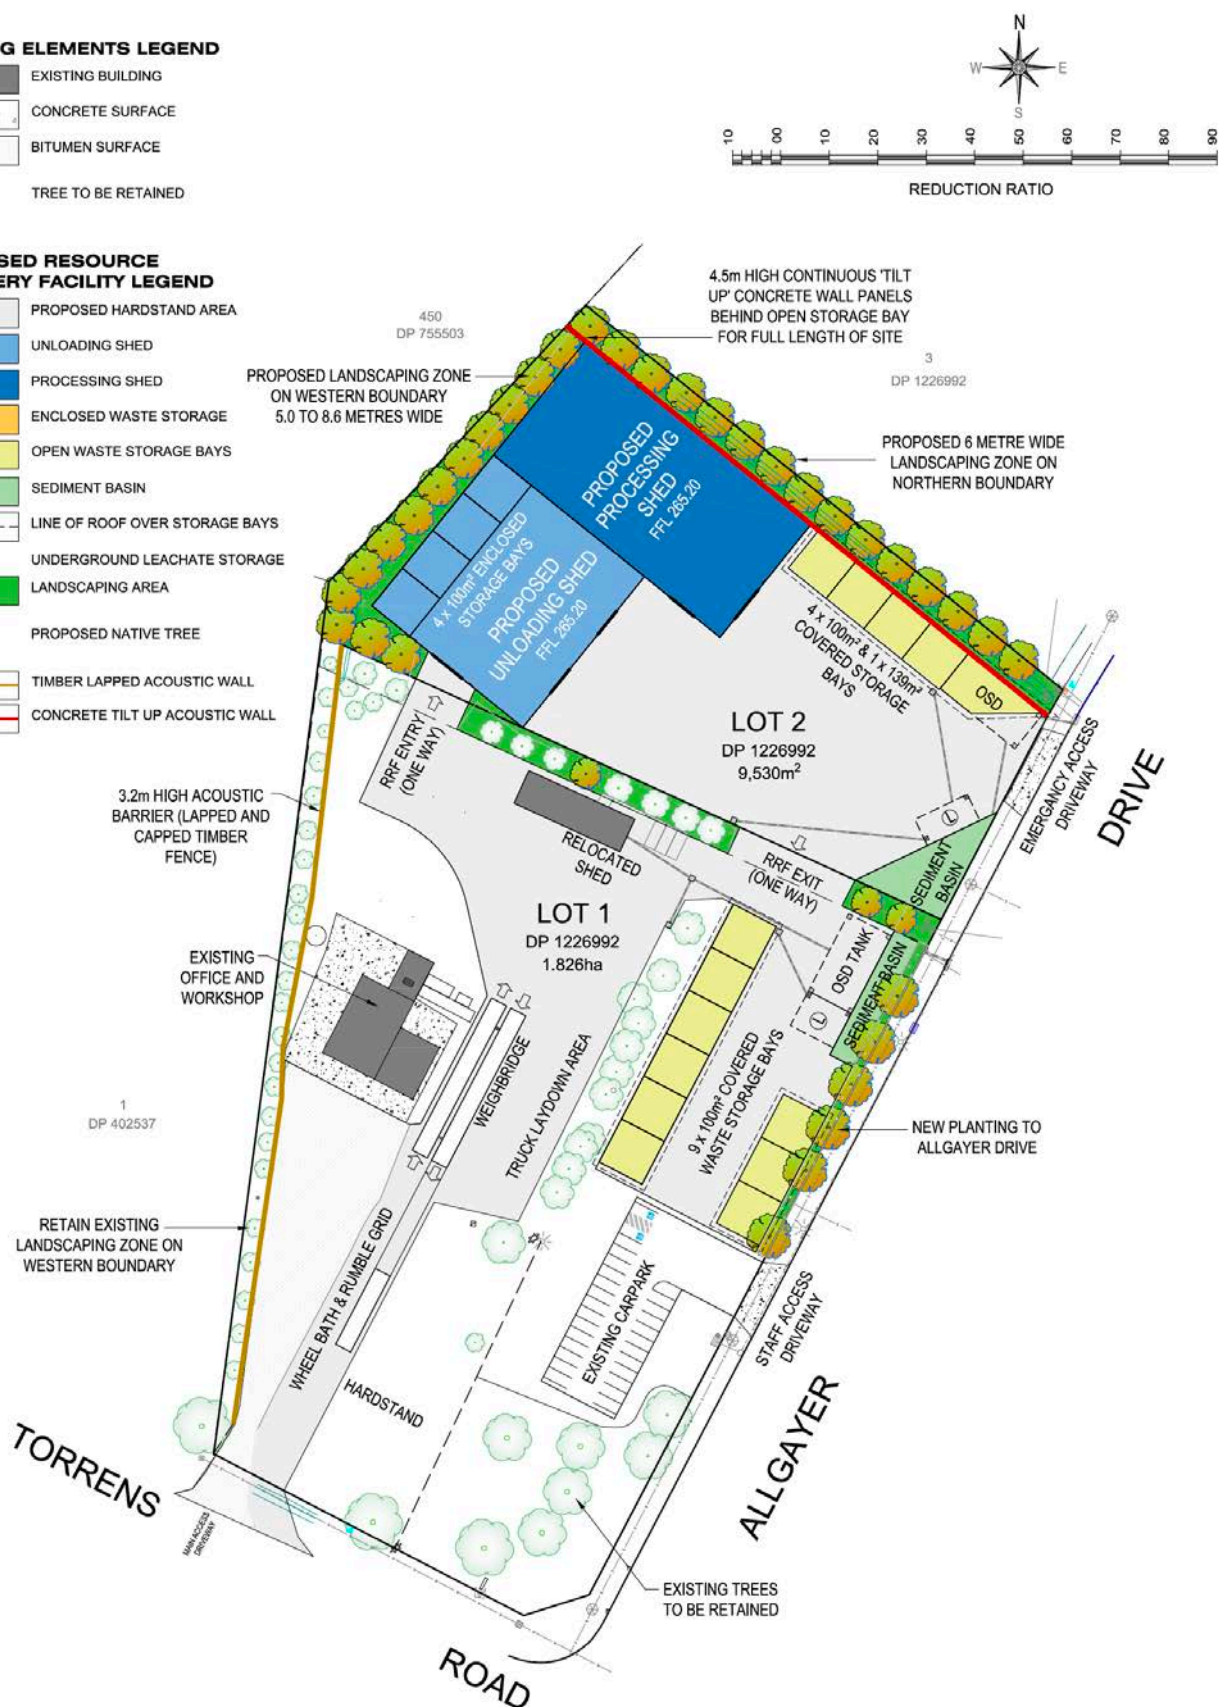 G ELEMENTS LEGEND
EXISTING BUILDING
CONCRETE SURFACE
BITUMEN SURFACE
TREE TO BE RETAINED
SED RESOURCE
ERY FACILITY LEGEND
PROPOSED HARDSTAND AREA
UNLOADING SHED
PROCESSING SHED
ENCLOSED WASTE STORAGE
OPEN WASTE STORAGE BAYS
SEDIMENT BASIN
LINE OF ROOF OVER STORAGE BAYS
UNDERGROUND LEACHATE STORAGE
LANDSCAPING AREA
PROPOSED NATIVE TREE
TIMBER LAPPED ACOUSTIC WALL
CONCRETE TILT UP ACOUSTIC WALL
N
W
E
S
10
00
10
20
30
40
50
60
70
80
90
REDUCTION RATIO
450
DP 755503
4.5m HIGH CONTINUOUS 'TILT
UP' CONCRETE WALL PANELS
BEHIND OPEN STORAGE BAY
FOR FULL LENGTH OF SITE
3
DP 1226992
PROPOSED LANDSCAPING ZONE
ON WESTERN BOUNDARY
5.0 TO 8.6 METRES WIDE
PROPOSED 6 METRE WIDE
LANDSCAPING ZONE ON
NORTHERN BOUNDARY
PROPOSED
PROCESSING
SHED
FFL 265.20
4 x 100m² ENCLOSED
STORAGE BAYS
PROPOSED
UNLOADING SHED
FFL 265.20
4 x 100m² & 1 x 139m²
COVERED STORAGE
BAYS
OSD
LOT 2
DP 1226992
9,530m²
EMERGANCY ACCESS
DRIVEWAY
DRIVE
RRF ENTRY
(ONE WAY)
3.2m HIGH ACOUSTIC
BARRIER (LAPPED AND
CAPPED TIMBER
FENCE)
RELOCATED
SHED
L
RRF EXIT
(ONE WAY)
SEDIMENT
BASIN
LOT 1
DP 1226992
1.826ha
EXISTING
OFFICE AND
WORKSHOP
OSD TANK
SEDIMENT BASIN
L
WEIGHBRIDGE
TRUCK LAYDOWN AREA
9 x 100m² COVERED
WASTE STORAGE BAYS
1
DP 402537
NEW PLANTING TO
ALLGAYER DRIVE
RETAIN EXISTING
LANDSCAPING ZONE ON
WESTERN BOUNDARY
WHEEL BATH & RUMBLE GRID
EXISTING CARPARK
STAFF ACCESS
DRIVEWAY
HARDSTAND
ALLGAYER
TORRENS
MAIN ACCESS
DRIVEWAY
EXISTING TREES
TO BE RETAINED
ROAD